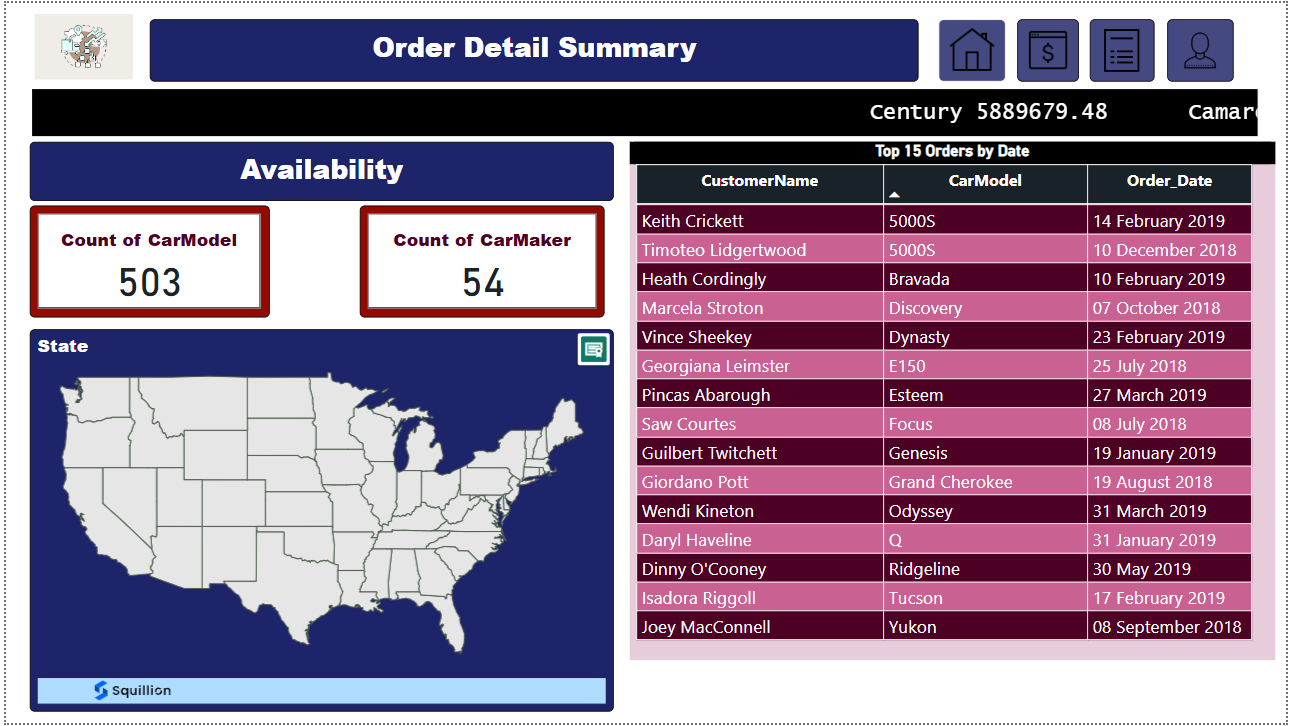 Order Detail Summary
Century 5889679.48 Camaro
Availability
Count of CarModel
503
Count of CarMaker
54
State
Squillion
Top 15 Orders by Date
CustomerName CarModel Order_Date
Keith Crickett 5000S 14 February 2019
Timoteo Lidgertwood 5000S 10 December 2018
Heath Cordingly Bravada 10 February 2019
Marcela Stroton Discovery 07 October 2018
Vince Sheekey Dynasty 23 February 2019
Georgiana Leimster E150 25 July 2018
Pincas Abarough Esteem 27 March 2019
Saw Courtes Focus 08 July 2018
Guilbert Twitchett Genesis 19 January 2019
Giordano Pott Grand Cherokee 19 August 2018
Wendi Kineton Odyssey 31 March 2019
Daryl Haveline Q 31 January 2019
Dinny O'Cooney Ridgeline 30 May 2019
Isadora Riggoll Tucson 17 February 2019
Joey MacConnell Yukon 08 September 2018